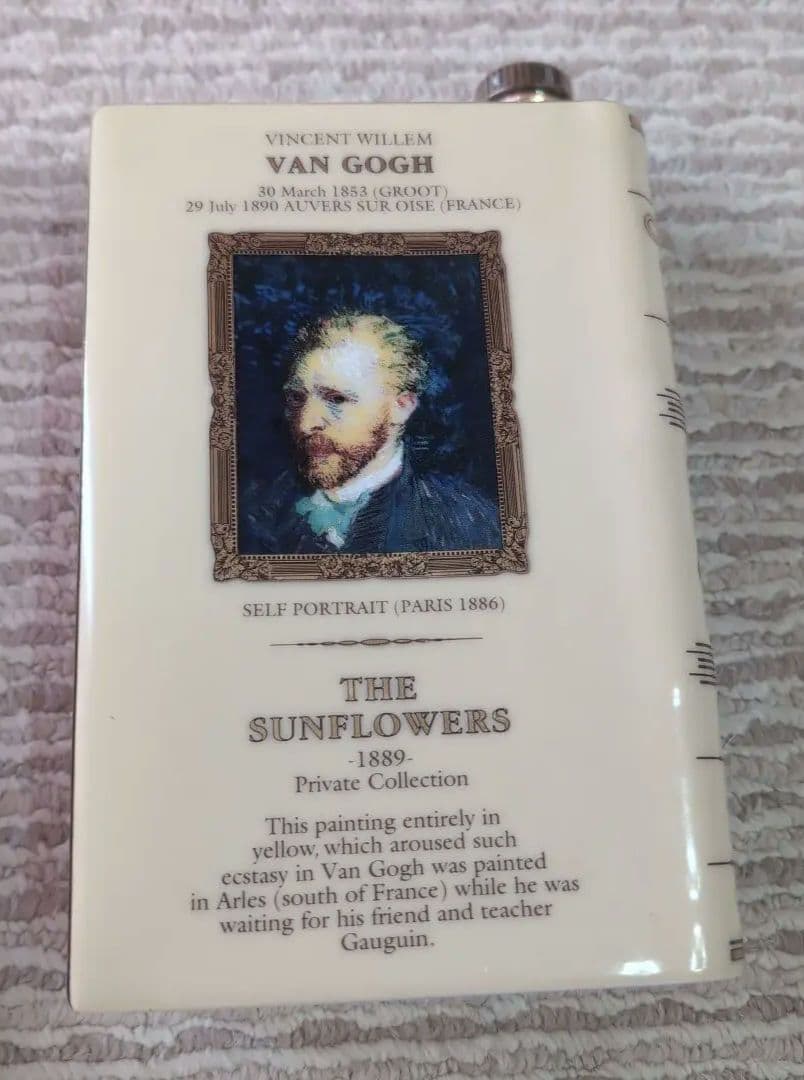 VINCENT WILLEM
VAN GOGH
30 March 1853 (GROOT)
29 July 1890 AUVERS SUR OISE (FRANCE)
SELF PORTRAIT (PARIS 1886)
THE
SUNFLOWERS
-1889-
Private Collection
This painting entirely in
yellow, which aroused such
ecstasy in Van Gogh was painted
in Arles (south of France) while he was
waiting for his friend and teacher
Gauguin.